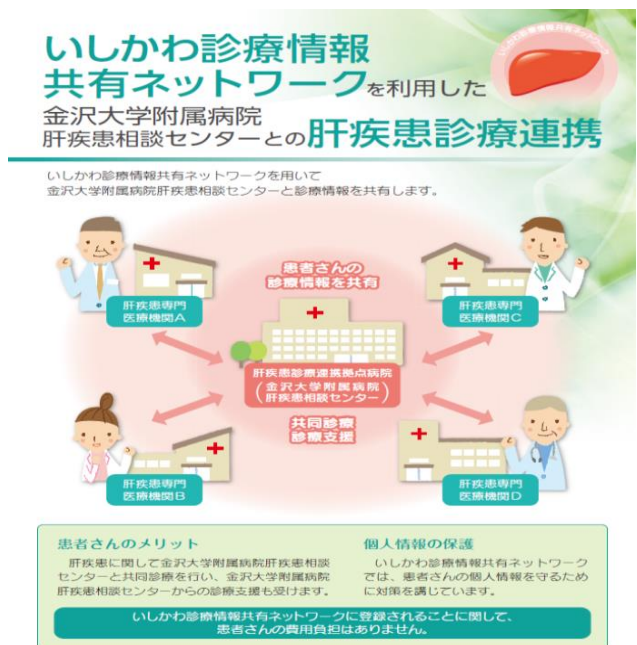 いしかわ診療情報
共有ネットワークを利用した
金沢大学附属病院
肝疾患相談センターとの肝疾患診療連携
いしかわ診療情報共有ネットワーク
いしかわ診療情報共有ネットワークを用いて
金沢大学附属病院肝疾患相談センターと診療情報を共有します。
肝疾患専門
医療機関A
患者さんの
診療情報を共有
肝疾患専門
医療機関C
肝疾患診療連携拠点病院
(金沢大学附属病院
肝疾患相談センター)
共同診療
診療支援
肝疾患専門
医療機関B
肝疾患専門
医療機関D
患者さんのメリット
肝疾患に関して金沢大学附属病院肝疾患相談
センターと共同診療を行い、金沢大学附属病院
肝疾患相談センターからの診療支援も受けます。
個人情報の保護
いしかわ診療情報共有ネットワーク
では、患者さんの個人情報を守るため
に対策を講じています。
いしかわ診療情報共有ネットワークに登録されることに関して、
患者さんの費用負担はありません。